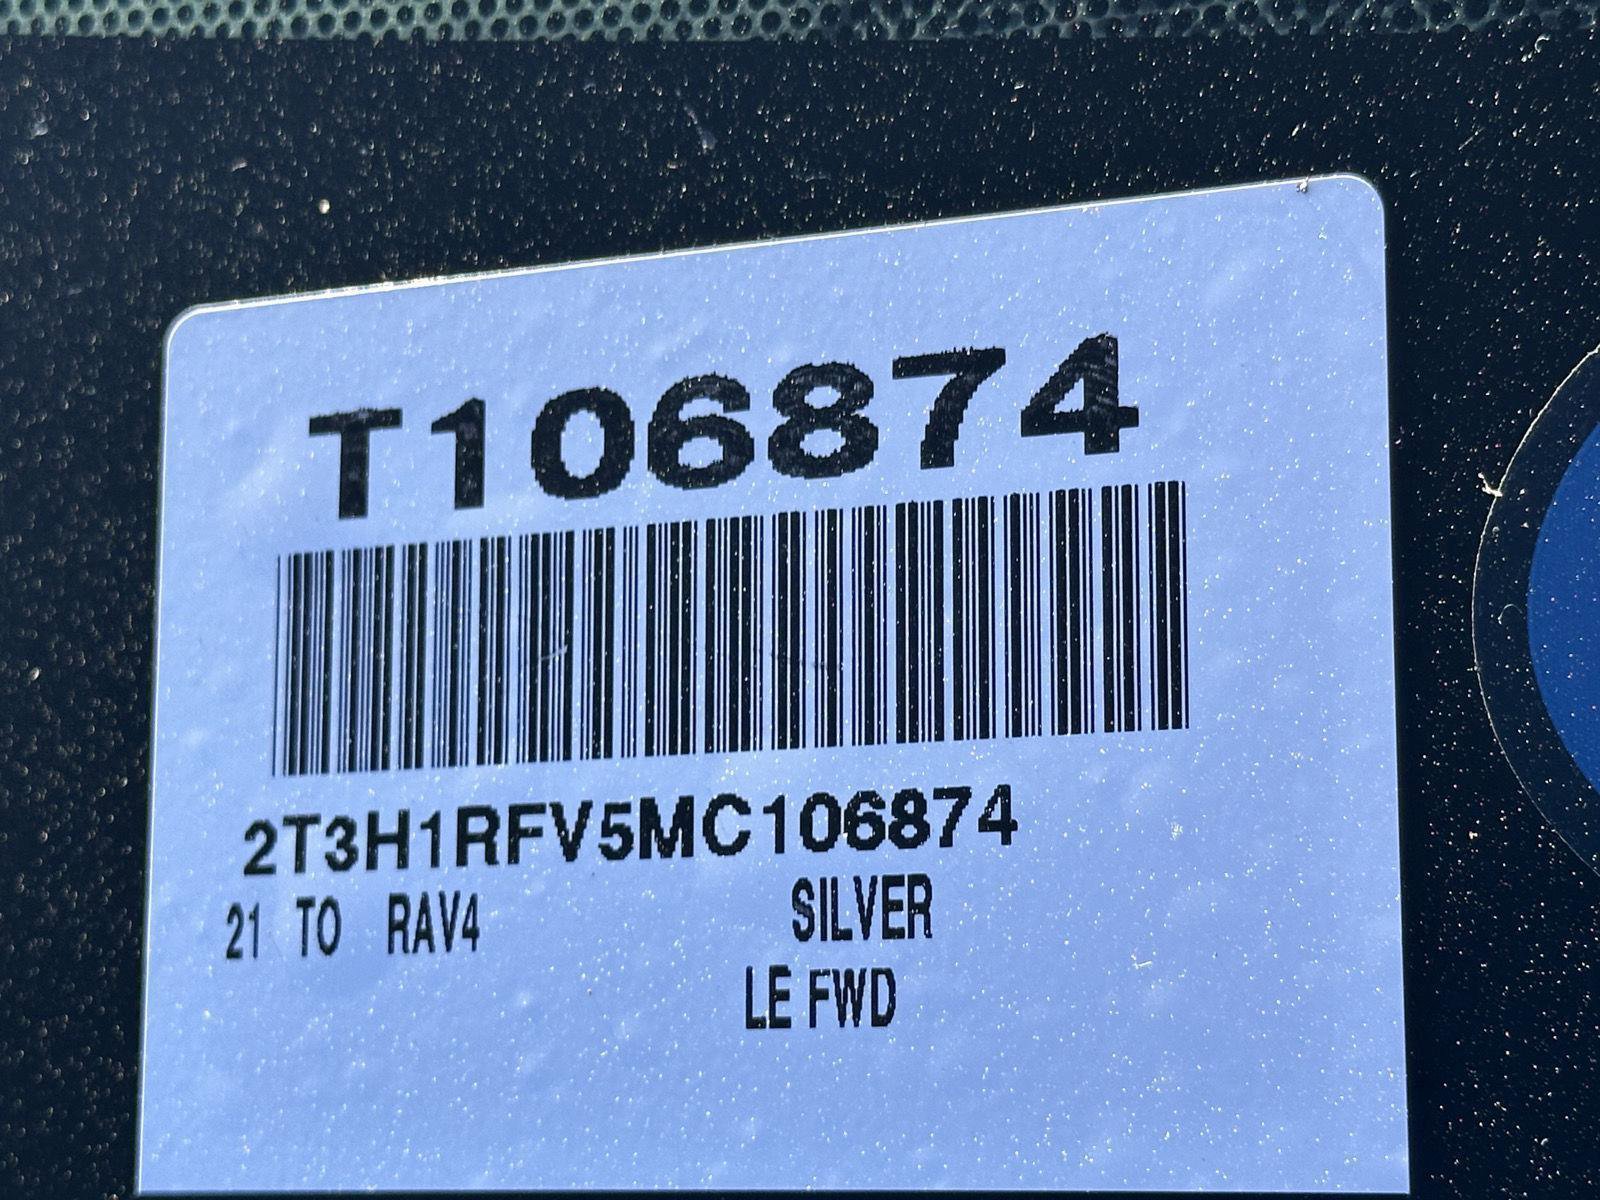 T106874
2T3H1RFV5MC106874
21 TO RAV4 SILVER
LE FWD